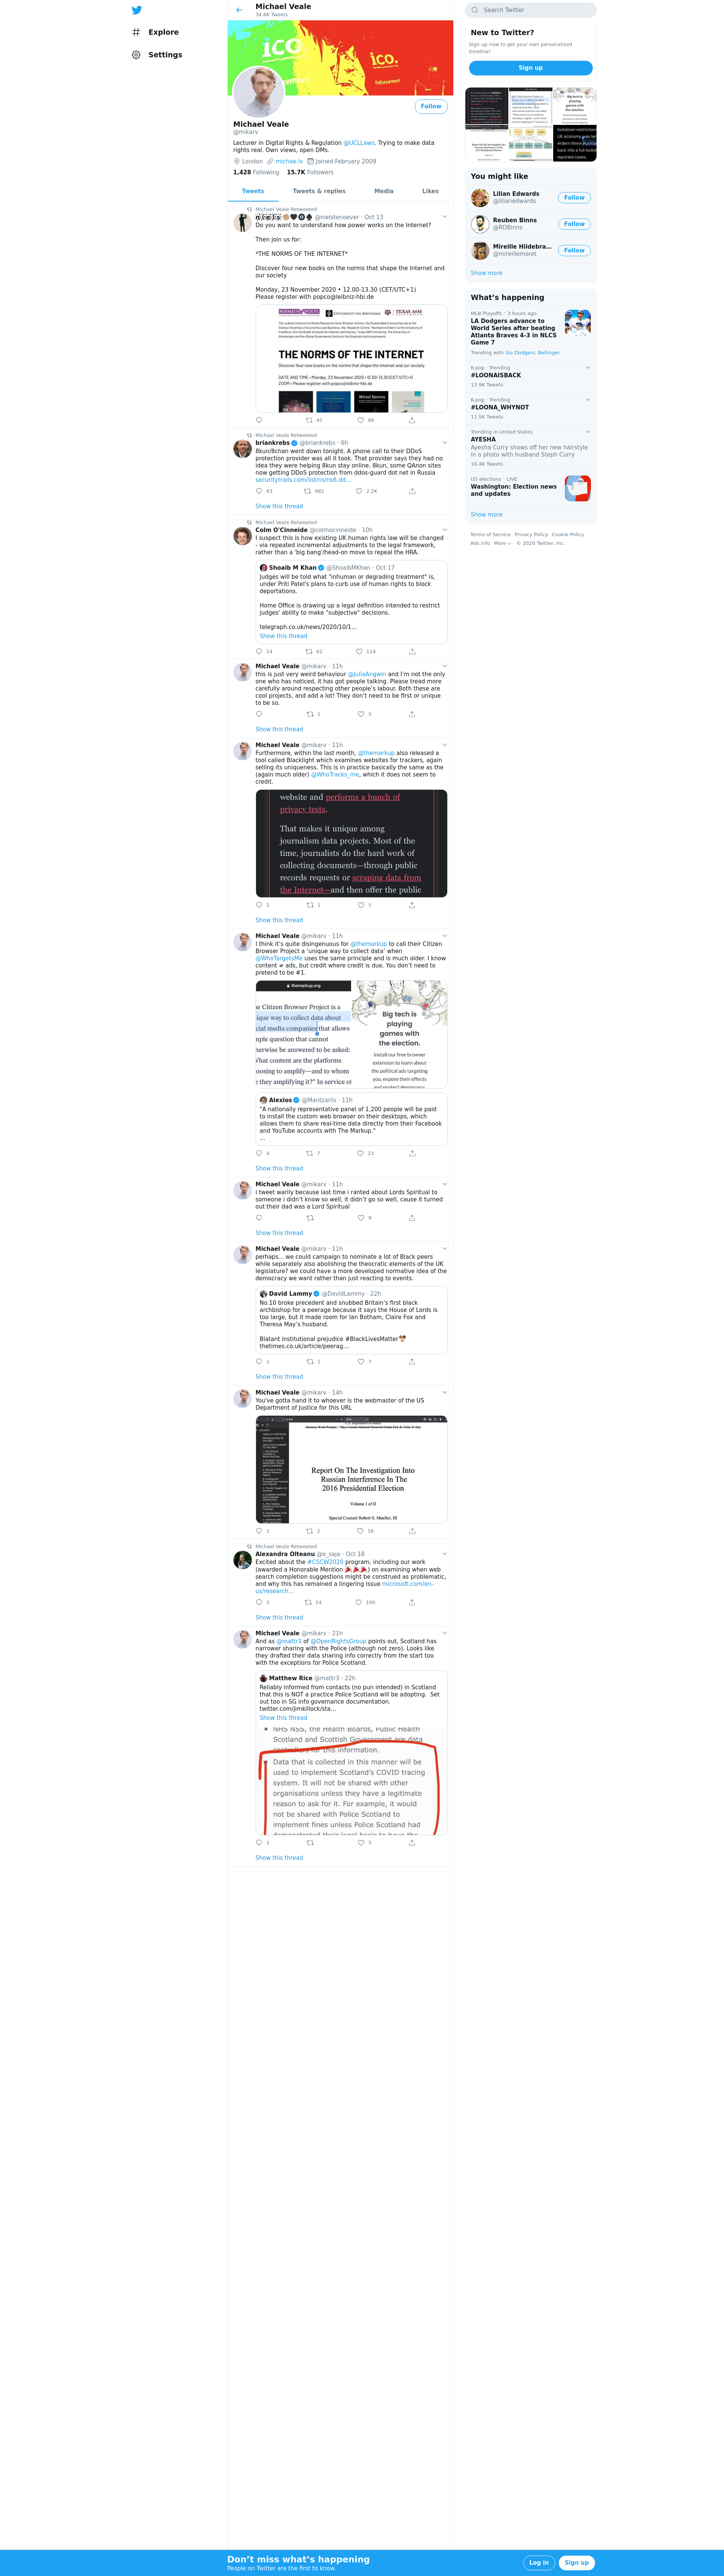 Explore
Settings
Michael Veale
34.6K Tweets
ico.
ico.
Enforcement
Follow
Michael Veale
@mikarv
Lecturer in Digital Rights & Regulation @UCLLaws. Trying to make data
rights real. Own views, open DMs.
London michae.lv Joined February 2009
1,428 Following 15.7K Followers
Tweets Tweets & replies Media Likes
Michael Veale Retweeted
@nielstenoever · Oct 13
Do you want to understand how power works on the Internet?
Then join us for:
*THE NORMS OF THE INTERNET*
Discover four new books on the norms that shape the Internet and
our society
Monday, 23 November 2020 • 12.00-13.30 (CET/UTC+1)
Please register with popco@leibniz-hbi.de
THE NORMS OF THE INTERNET
DATE AND TIME – Monday, 23 November 2020 • 12.00-13.30 (CET/UTC+1)
ZOOM – Please register with popco@leibniz-hbi.de
Wired Norms
41 86
Michael Veale Retweeted
briankrebs @briankrebs · 6h
8kun/8chan went down tonight. A phone call to their DDoS
protection provider was all it took. That provider says they had no
idea they were helping 8kun stay online. 8kun, some QAnon sites
now getting DDoS protection from ddos-guard dot net in Russia
securitytrails.com/list/ns/ns6.dd…
83 982 2.2K
Show this thread
Michael Veale Retweeted
Colm O'Cinneide @colmocinneide · 10h
I suspect this is how existing UK human rights law will be changed
- via repeated incremental adjustments to the legal framework,
rather than a 'big bang'/head-on move to repeal the HRA.
Shoaib M Khan @ShoaibMKhan · Oct 17
Judges will be told what "inhuman or degrading treatment" is,
under Priti Patel's plans to curb use of human rights to block
deportations.
Home Office is drawing up a legal definition intended to restrict
judges' ability to make "subjective" decisions.
telegraph.co.uk/news/2020/10/1…
Show this thread
14 62 114
Michael Veale @mikarv · 11h
this is just very weird behaviour @JuliaAngwin and I'm not the only
one who has noticed, it has got people talking. Please tread more
carefully around respecting other people's labour. Both these are
cool projects, and add a lot! They don't need to be first or unique
to be so.
1 5
Show this thread
Michael Veale @mikarv · 11h
Furthermore, within the last month, @themarkup also released a
tool called Blacklight which examines websites for trackers, again
selling its uniqueness. This is in practice basically the same as the
(again much older) @WhoTracks_me, which it does not seem to
credit.
website and performs a bunch of
privacy tests.
That makes it unique among
journalism data projects. Most of the
time, journalists do the hard work of
collecting documents—through public
records requests or scraping data from
the Internet—and then offer the public
1 1 5
Show this thread
Michael Veale @mikarv · 11h
I think it's quite disingenuous for @themarkup to call their Citizen
Browser Project a 'unique way to collect data' when
@WhoTargetsMe uses the same principle and is much older. I know
content ≠ ads, but credit where credit is due. You don't need to
pretend to be #1.
themarkup.org
e Citizen Browser Project is a
ique way to collect data about
cial media companies that allows
mple question that cannot
herwise be answered to be asked:
What content are the platforms
oosing to amplify—and to whom
e they amplifying it?" In service of
Big tech is
playing
games with
the election.
Install our free browser
extension to learn about
the political ads targeting
you, expose their effects
and protect democracy
Alexios @Mantzarlis · 11h
"A nationally representative panel of 1,200 people will be paid
to install the custom web browser on their desktops, which
allows them to share real-time data directly from their Facebook
and YouTube accounts with The Markup."
…
4 7 23
Show this thread
Michael Veale @mikarv · 11h
i tweet warily because last time i ranted about Lords Spiritual to
someone i didn't know so well, it didn't go so well, cause it turned
out their dad was a Lord Spiritual
9
Show this thread
Michael Veale @mikarv · 11h
perhaps... we could campaign to nominate a lot of Black peers
while separately also abolishing the theocratic elements of the UK
legislature? we could have a more developed normative idea of the
democracy we want rather than just reacting to events.
David Lammy @DavidLammy · 22h
No.10 broke precedent and snubbed Britain's first black
archbishop for a peerage because it says the House of Lords is
too large, but it made room for Ian Botham, Claire Fox and
Theresa May's husband.
Blatant institutional prejudice #BlackLivesMatter
thetimes.co.uk/article/peerag…
1 1 7
Show this thread
Michael Veale @mikarv · 14h
You've gotta hand it to whoever is the webmaster of the US
Department of Justice for this URL
Report On The Investigation Into
Russian Interference In The
2016 Presidential Election
Volume I of II
Special Counsel Robert S. Mueller, III
1 2 16
Michael Veale Retweeted
Alexandra Olteanu @o_saja · Oct 18
Excited about the #CSCW2020 program, including our work
(awarded a Honorable Mention ) on examining when web
search completion suggestions might be construed as problematic,
and why this has remained a lingering issue microsoft.com/en-
us/research…
3 14 100
Show this thread
Michael Veale @mikarv · 21h
And as @mattr3 of @OpenRightsGroup points out, Scotland has
narrower sharing with the Police (although not zero). Looks like
they drafted their data sharing info correctly from the start too
with the exceptions for Police Scotland.
Matthew Rice @mattr3 · 22h
Reliably informed from contacts (no pun intended) in Scotland
that this is NOT a practice Police Scotland will be adopting. Set
out too in SG info governance documentation.
twitter.com/jimkillock/sta…
Show this thread
NHS NSS, the Health Boards, Public Health
Scotland and Scottish Government are data
controllers for this information.
Data that is collected in this manner will be
used to implement Scotland's COVID tracing
system. It will not be shared with other
organisations unless they have a legitimate
reason to ask for it. For example, it would
not be shared with Police Scotland to
implement fines unless Police Scotland had
demonstrated their legal basis to have the
1 5
Show this thread
Search Twitter
New to Twitter?
Sign up now to get your own personalized
timeline!
Sign up
You might like
Lilian Edwards
@lilianedwards
Follow
Reuben Binns
@RDBinns
Follow
Mireille Hildebra…
@mireillemoret
Follow
Show more
What's happening
MLB Playoffs · 3 hours ago
LA Dodgers advance to
World Series after beating
Atlanta Braves 4-3 in NLCS
Game 7
Trending with Go Dodgers, Bellinger
K-pop · Trending
#LOONAISBACK
13.9K Tweets
K-pop · Trending
#LOONA_WHYNOT
11.5K Tweets
Trending in United States
AYESHA
Ayesha Curry shows off her new hairstyle
in a photo with husband Steph Curry
10.4K Tweets
US elections · LIVE
Washington: Election news
and updates
Show more
Terms of Service Privacy Policy Cookie Policy
Ads info More © 2020 Twitter, Inc.
Don't miss what's happening
People on Twitter are the first to know.
Log in
Sign up